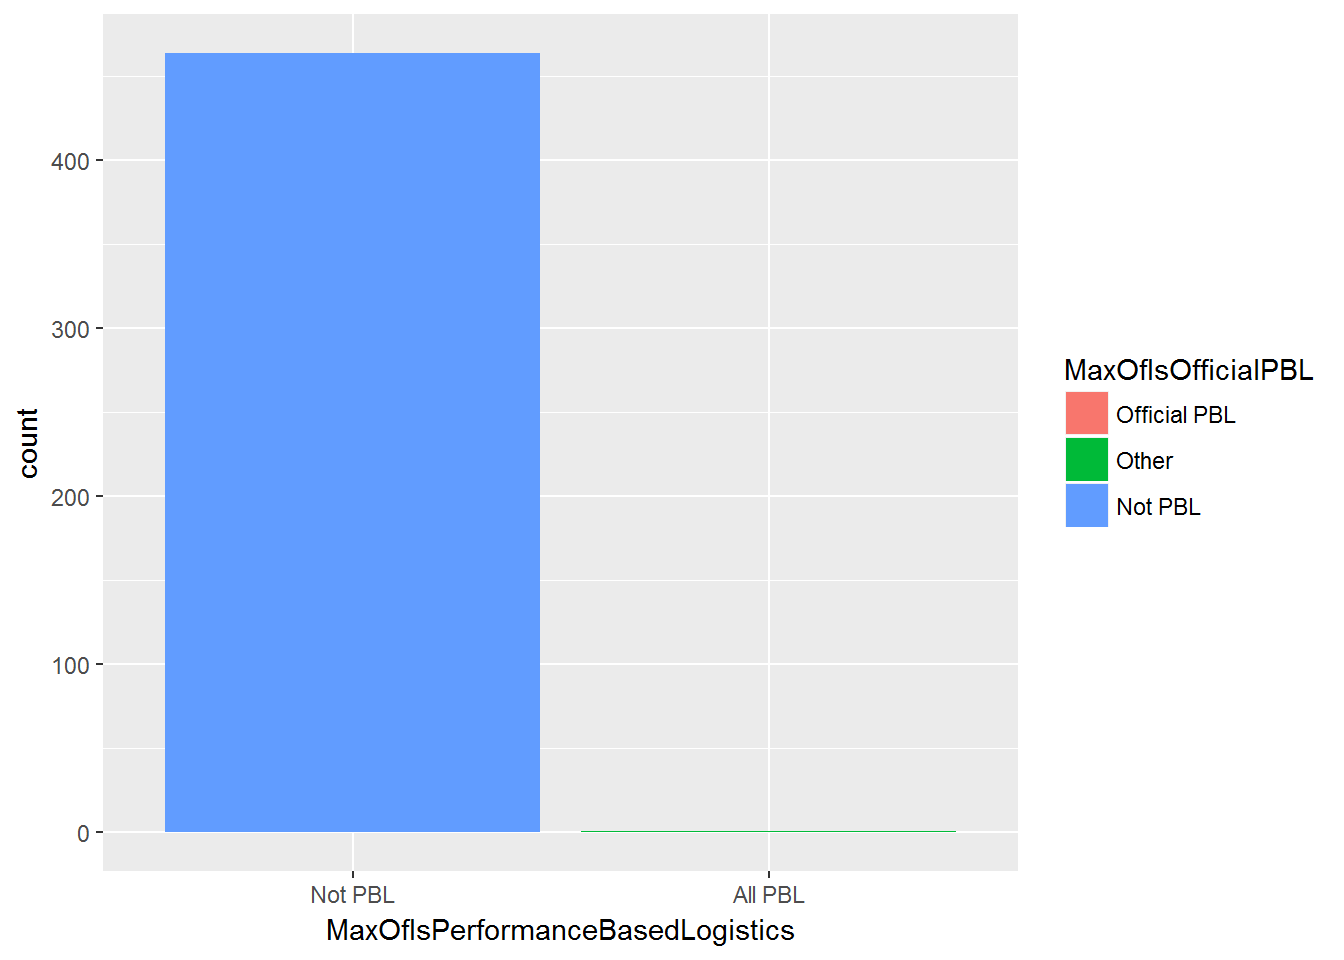 400
300
200
100
0
count
Not PBL
All PBL
MaxOfIsPerformanceBasedLogistics
MaxOfIsOfficialPBL
Official PBL
Other
Not PBL